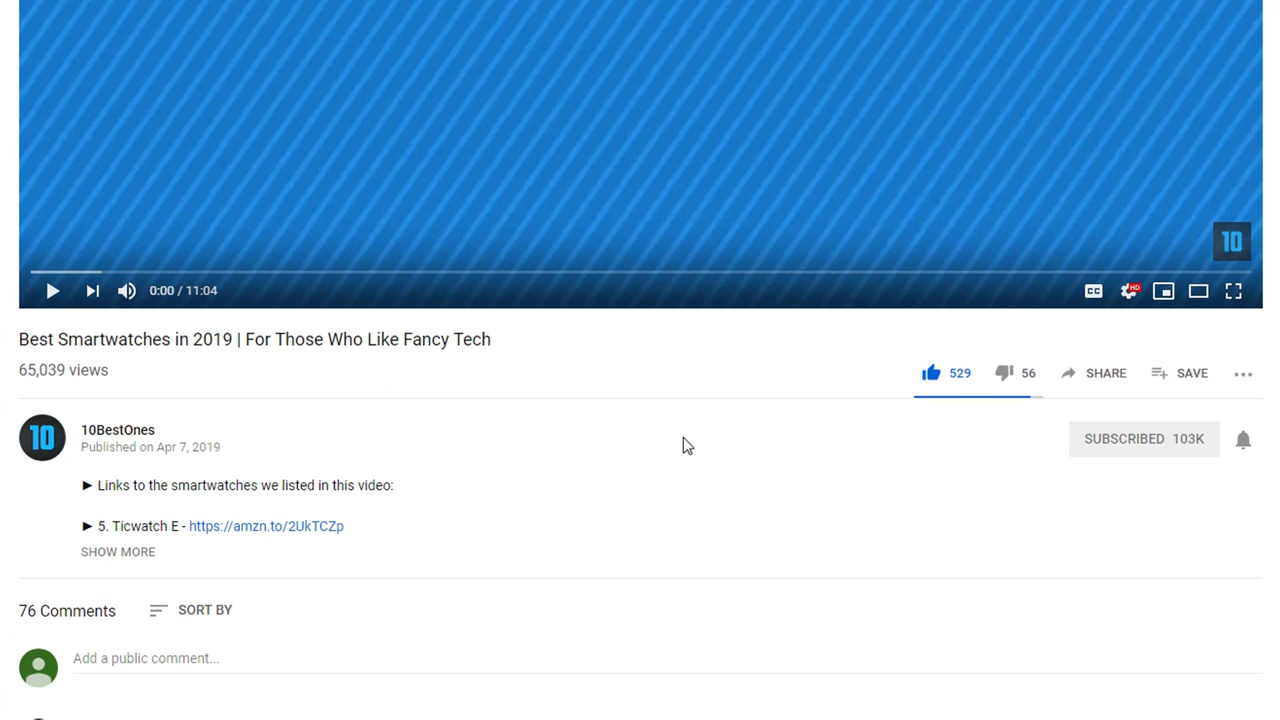 10
0:00 / 11:04
CC
HD
Best Smartwatches in 2019 | For Those Who Like Fancy Tech
65,039 views
529 56 SHARE SAVE
10
10BestOnes
Published on Apr 7, 2019
SUBSCRIBED 103K
► Links to the smartwatches we listed in this video:
► 5. Ticwatch E - https://amzn.to/2UkTCZp
SHOW MORE
76 Comments SORT BY
Add a public comment...